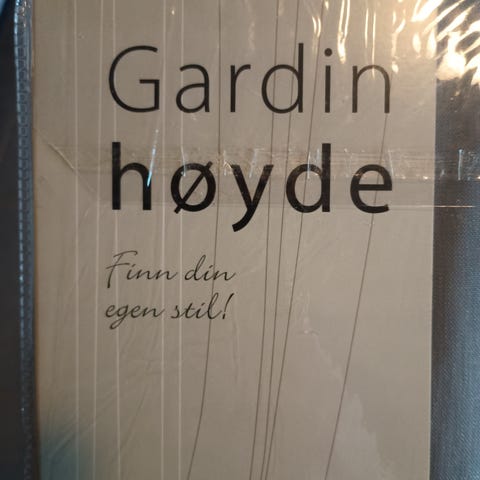 Gardin
høyde
Finn din
egen stil!